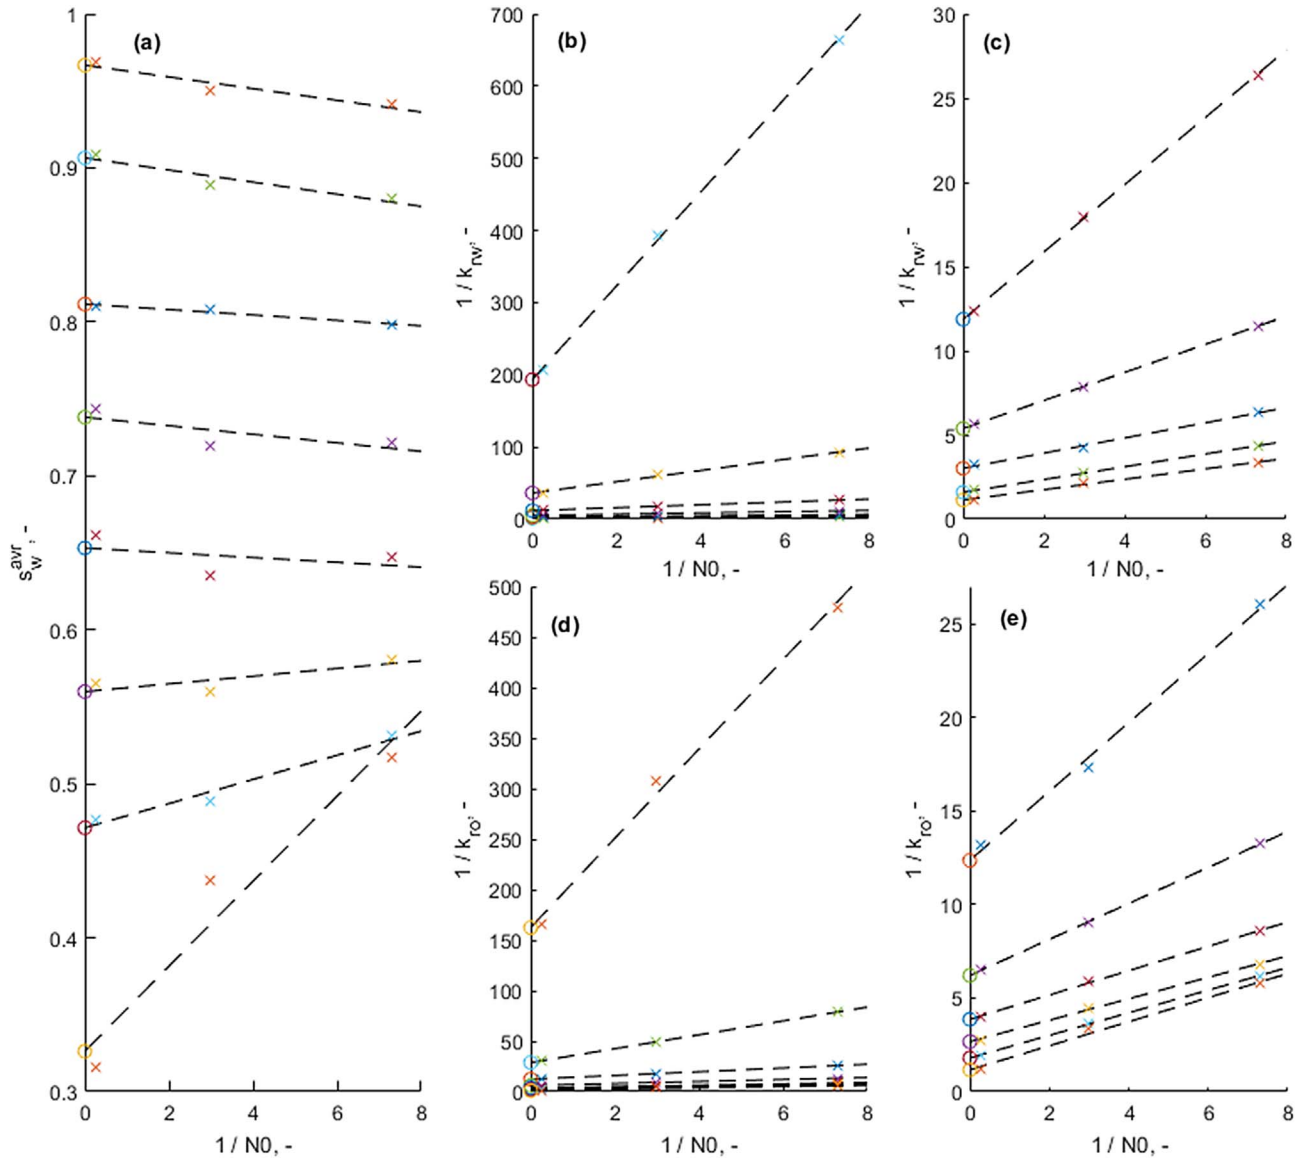 (a)
1
0.9
0.8
0.7
0.6
0.5
0.4
0.3
s_w^avr, -
0 2 4 6 8
1 / N0, -
(b)
700
600
500
400
300
200
100
0
1 / k_rw, -
0 2 4 6 8
1 / N0, -
(c)
30
25
20
15
10
5
0
1 / k_rw, -
0 2 4 6 8
1 / N0, -
(d)
500
450
400
350
300
250
200
150
100
50
0
1 / k_ro, -
0 2 4 6 8
1 / N0, -
(e)
25
20
15
10
5
0
1 / k_ro, -
0 2 4 6 8
1 / N0, -